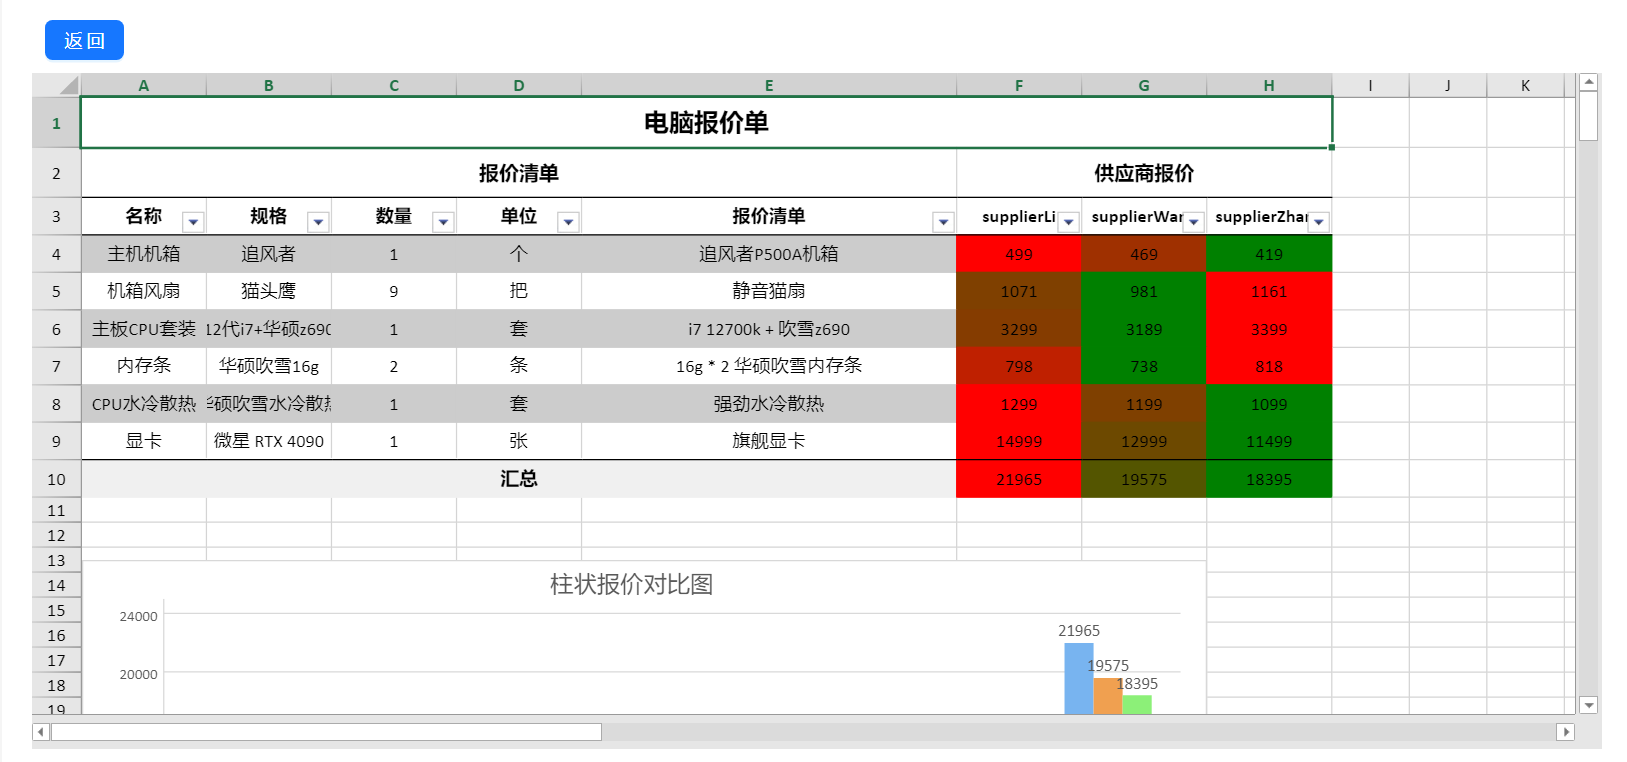 返回
A B C D E F G H I J K
1 电脑报价单
2 报价清单 供应商报价
3 名称 规格 数量 单位 报价清单 supplierLi supplierWan supplierZhan
4 主机机箱 追风者 1 个 追风者P500A机箱 499 469 419
5 机箱风扇 猫头鹰 9 把 静音猫扇 1071 981 1161
6 主板CPU套装 12代i7+华硕z690 1 套 i7 12700k + 吹雪z690 3299 3189 3399
7 内存条 华硕吹雪16g 2 条 16g * 2 华硕吹雪内存条 798 738 818
8 CPU水冷散热 华硕吹雪水冷散热 1 套 强劲水冷散热 1299 1199 1099
9 显卡 微星 RTX 4090 1 张 旗舰显卡 14999 12999 11499
10 汇总 21965 19575 18395
11
12
13
14 柱状报价对比图
15 24000
16 21965
17 19575
18 20000 18395
19